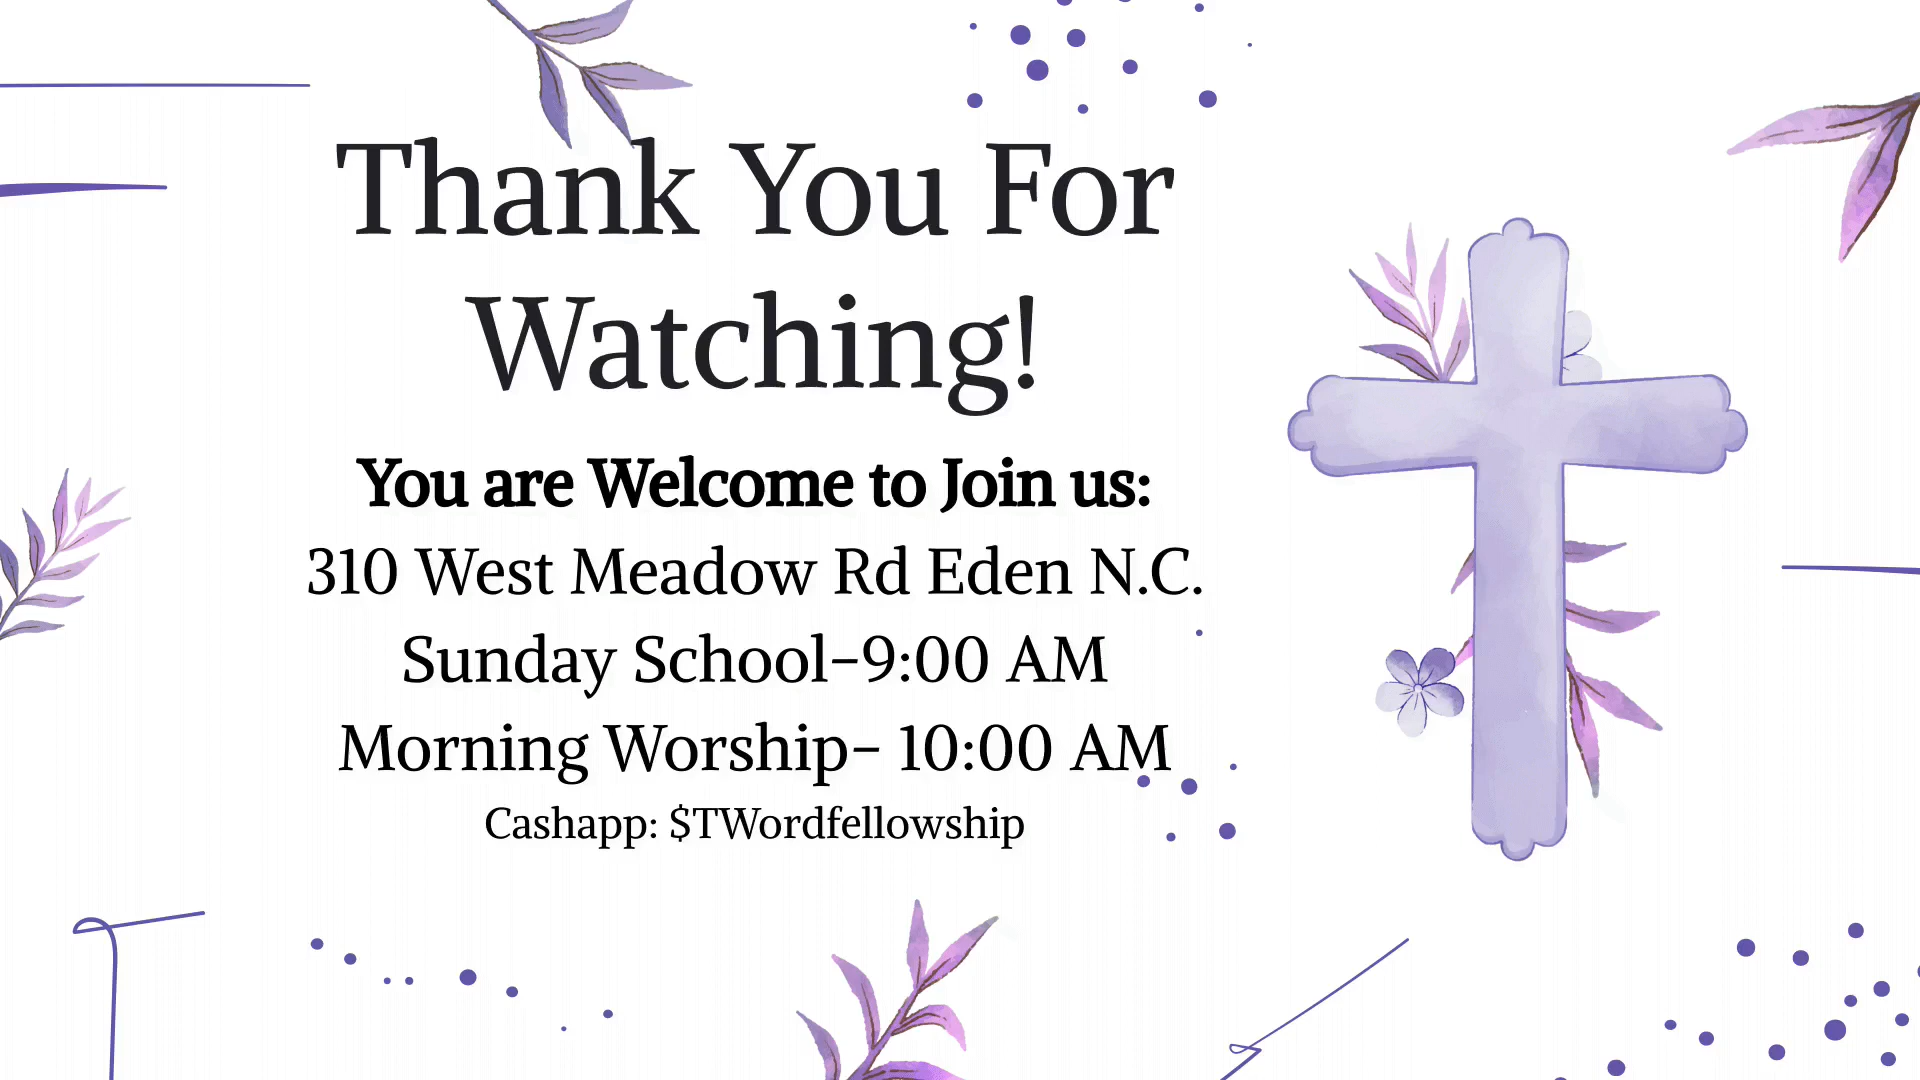 Thank You For
Watching!
You are Welcome to Join us:
310 West Meadow Rd Eden N.C.
Sunday School-9:00 AM
Morning Worship- 10:00 AM
Cashapp: $TWordfellowship